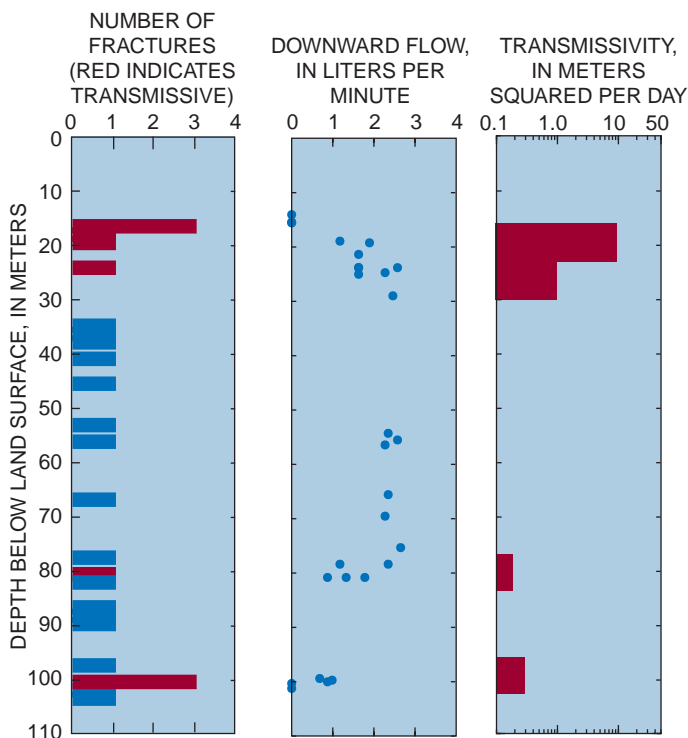 NUMBER OF
FRACTURES
(RED INDICATES
TRANSMISSIVE)
0 1 2 3 4
DOWNWARD FLOW,
IN LITERS PER
MINUTE
0 1 2 3 4
TRANSMISSIVITY,
IN METERS
SQUARED PER DAY
0.1 1.0 10 50
DEPTH BELOW LAND SURFACE, IN METERS
0
10
20
30
40
50
60
70
80
90
100
110